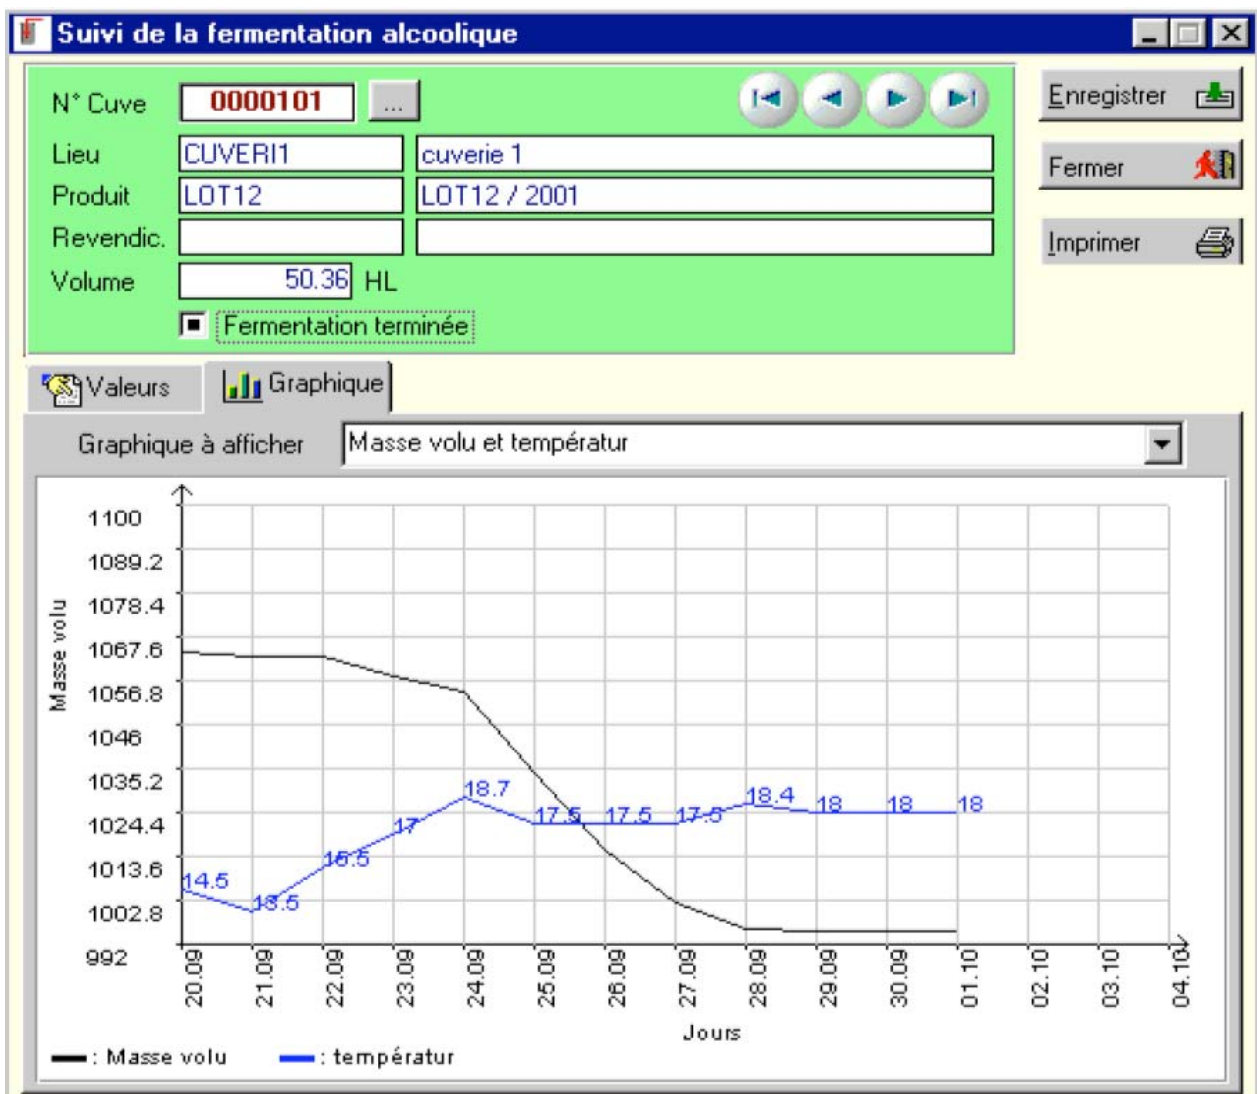 Suivi de la fermentation alcoolique
N° Cuve 0000101 ...
Enregistrer
Lieu CUVERI1 cuverie 1
Fermer
Produit LOT12 LOT12 / 2001
Revendic.
Imprimer
Volume 50.36 HL
Fermentation terminée
Valeurs Graphique
Graphique à afficher Masse volu et températur
1100
1089.2
1078.4
1067.6
1056.8
1046
1035.2
1024.4
1013.6
1002.8
992
Masse volu
14.5 13.5 15.5 17 18.7 17.5 17.5 17.5 18.4 18 18 18
20.09 21.09 22.09 23.09 24.09 25.09 26.09 27.09 28.09 29.09 30.09 01.10 02.10 03.10 04.10
Jours
: Masse volu : températur